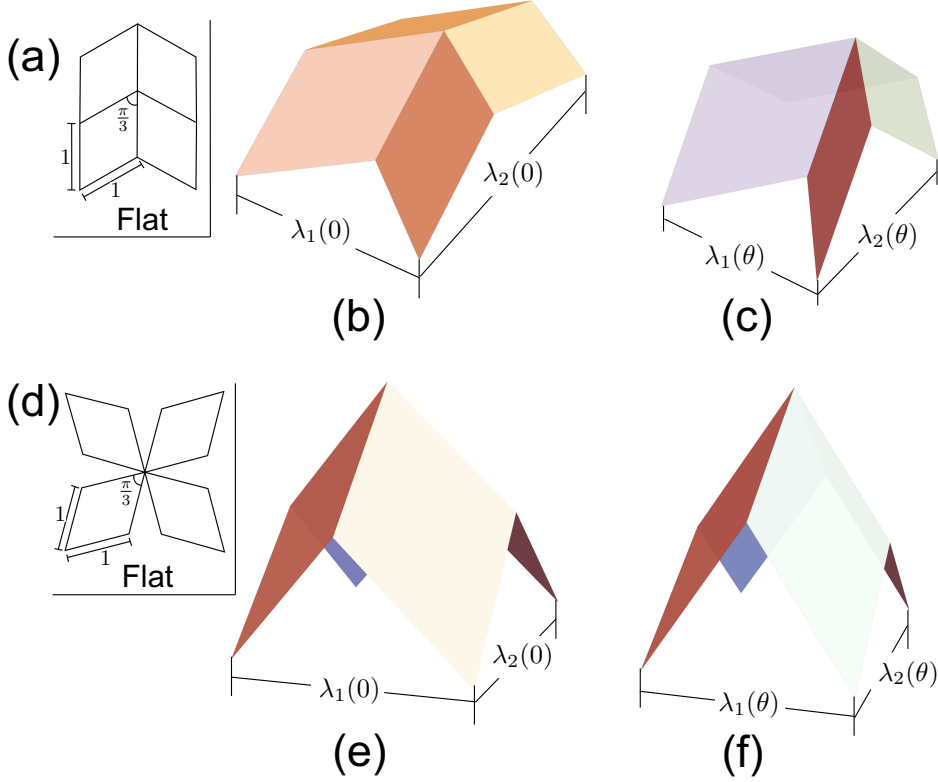 (a)
π/3
1
1
Flat
λ₁(0)
λ₂(0)
(b)
λ₁(θ)
λ₂(θ)
(c)
(d)
π/3
1
1
Flat
λ₁(0)
λ₂(0)
(e)
λ₁(θ)
λ₂(θ)
(f)